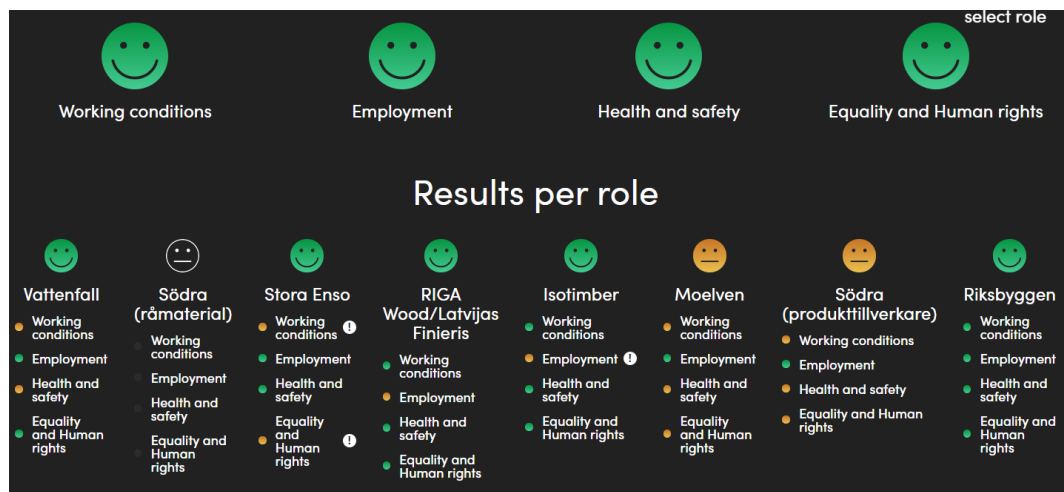 select role
Working conditions
Employment
Health and safety
Equality and Human rights
Results per role
Vattenfall
Working
conditions
Employment
Health and
safety
Equality
and Human
rights
Södra
(råmaterial)
Working
conditions
Employment
Health and
safety
Equality and
Human
rights
Stora Enso
Working
conditions
!
Employment
Health and
safety
Equality
and
Human
rights
!
RIGA
Wood/Latvijas
Finieris
Working
conditions
Employment
Health and
safety
Equality and
Human rights
Isotimber
Working
conditions
Employment !
Health and
safety
Equality and
Human rights
Moelven
Working
conditions
Employment
Health and
safety
Equality
and Human
rights
Södra
(produkttillverkare)
Working conditions
Employment
Health and safety
Equality and Human
rights
Riksbyggen
Working
conditions
Employment
Health and
safety
Equality
and Human
rights